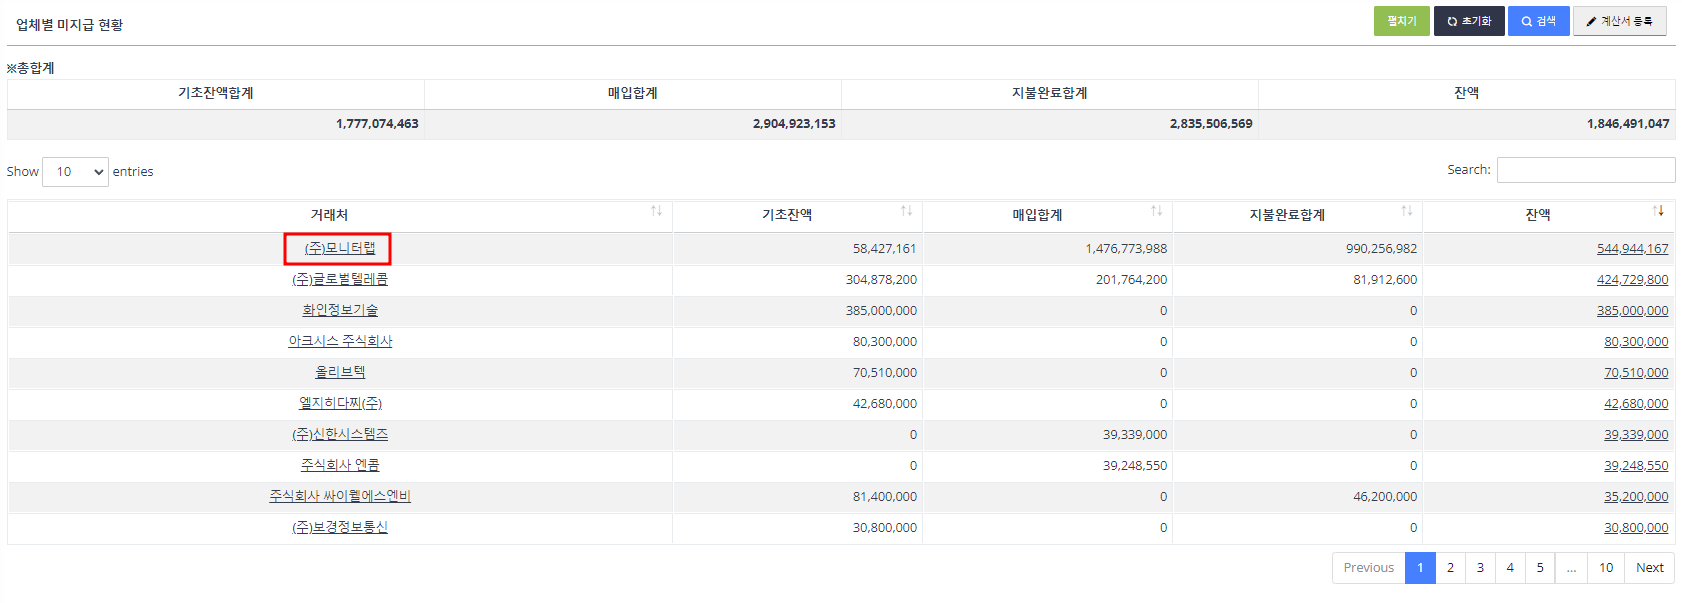 업체별 미지급 현황
펼치기 초기화 검색 계산서 등록
※총합계
기초잔액합계 매입합계 지불완료합계 잔액
1,777,074,463 2,904,923,153 2,835,506,569 1,846,491,047
Show 10 entries Search:
거래처 기초잔액 매입합계 지불완료합계 잔액
(주)모니터랩 58,427,161 1,476,773,988 990,256,982 544,944,167
(주)글로벌텔레콤 304,878,200 201,764,200 81,912,600 424,729,800
화인정보기술 385,000,000 0 0 385,000,000
아크시스 주식회사 80,300,000 0 0 80,300,000
올리브텍 70,510,000 0 0 70,510,000
엘지히다찌(주) 42,680,000 0 0 42,680,000
(주)신한시스템즈 0 39,339,000 0 39,339,000
주식회사 엔콤 0 39,248,550 0 39,248,550
주식회사 싸이웰에스엔비 81,400,000 0 46,200,000 35,200,000
(주)보경정보통신 30,800,000 0 0 30,800,000
Previous 1 2 3 4 5 ... 10 Next